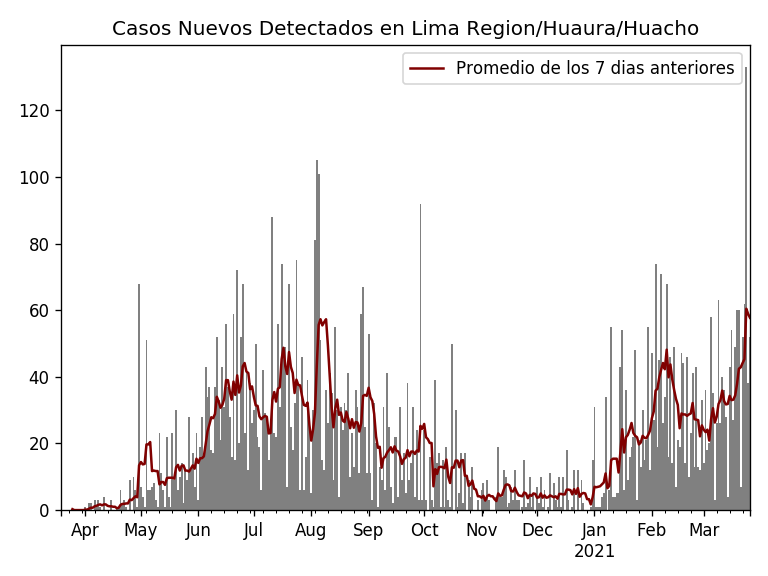 Casos Nuevos Detectados en Lima Region/Huaura/Huacho
Promedio de los 7 dias anteriores
120
100
80
60
40
20
0
Apr May Jun Jul Aug Sep Oct Nov Dec Jan Feb Mar
2021